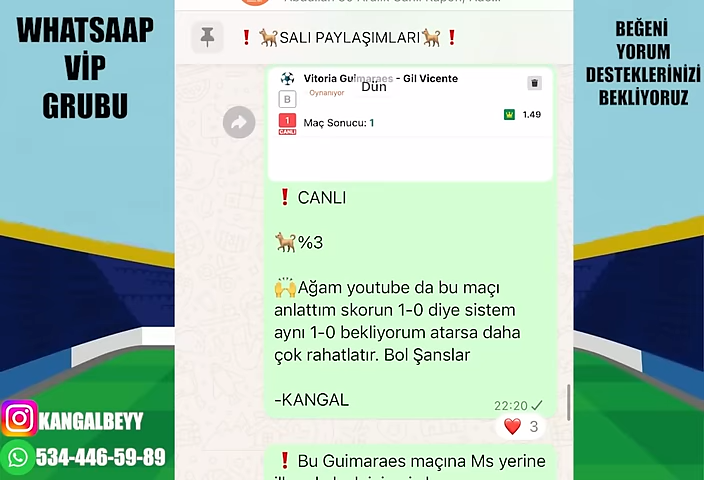 WHATSAAP
VİP
GRUBU
❗🐕SALI PAYLAŞIMLARI🐕❗
Dün
Vitoria Guimaraes - Gil Vicente
Oynanıyor
B
1
CANLI
Maç Sonucu: 1
1.49
❗ CANLI
🐕%3
🙌Ağam youtube da bu maçı
anlattım skorun 1-0 diye sistem
aynı 1-0 bekliyorum atarsa daha
çok rahatlatır. Bol Şanslar
-KANGAL
22:20
❤️ 3
❗ Bu Guimaraes maçına Ms yerine
BEĞENİ
YORUM
DESTEKLERİNİZİ
BEKLİYORUZ
KANGALBEYY
534-446-59-89